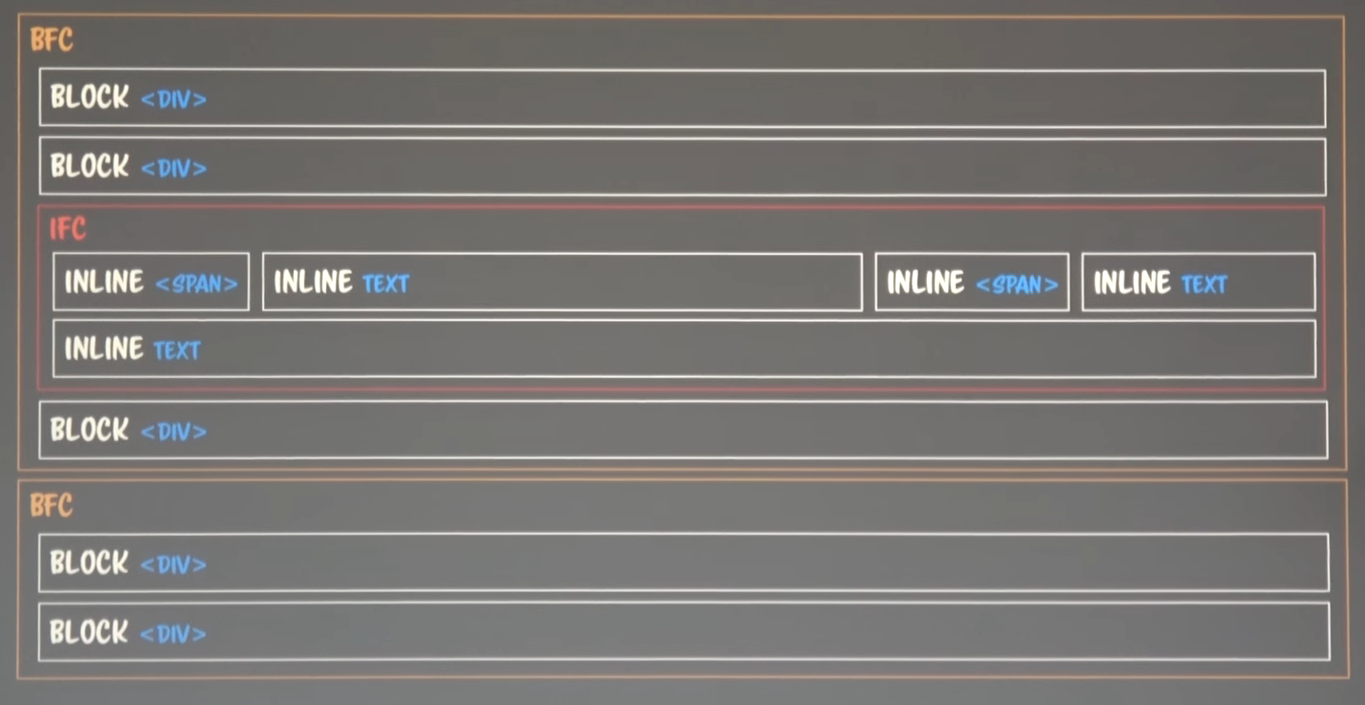 BFC
BLOCK <DIV>
BLOCK <DIV>
IFC
INLINE <SPAN> INLINE TEXT INLINE <SPAN> INLINE TEXT
INLINE TEXT
BLOCK <DIV>
BFC
BLOCK <DIV>
BLOCK <DIV>